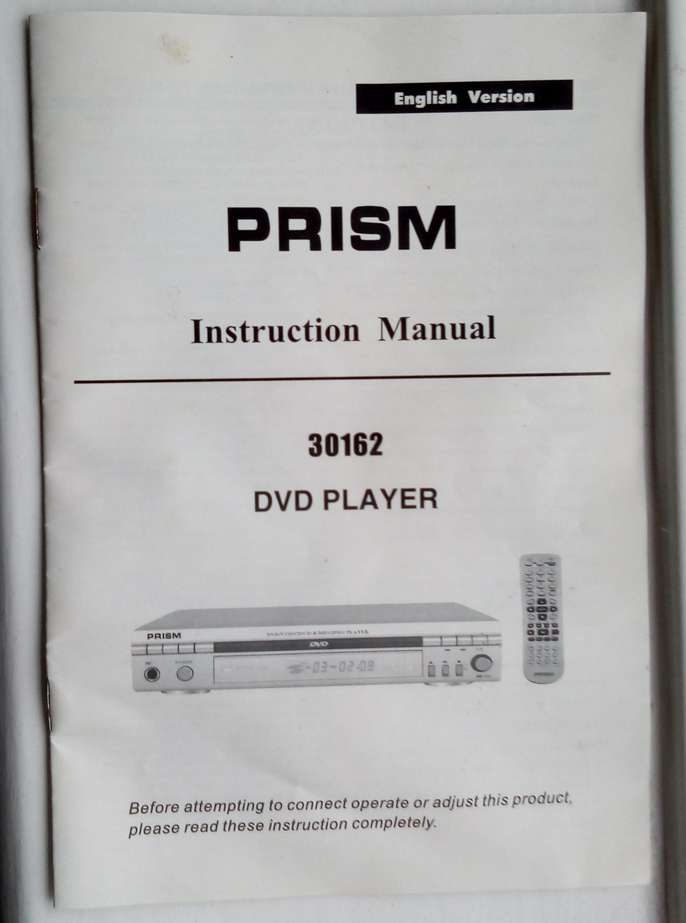 English Version
PRISM
Instruction Manual
30162
DVD PLAYER
PRISM
DVD
-03-02-09
Before attempting to connect operate or adjust this product,
please read these instruction completely.